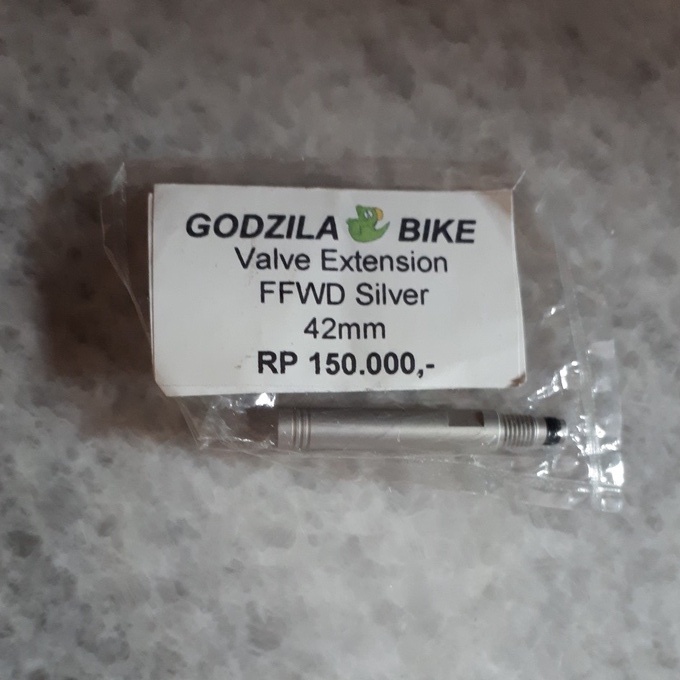 GODZILA BIKE
Valve Extension
FFWD Silver
42mm
RP 150.000,-